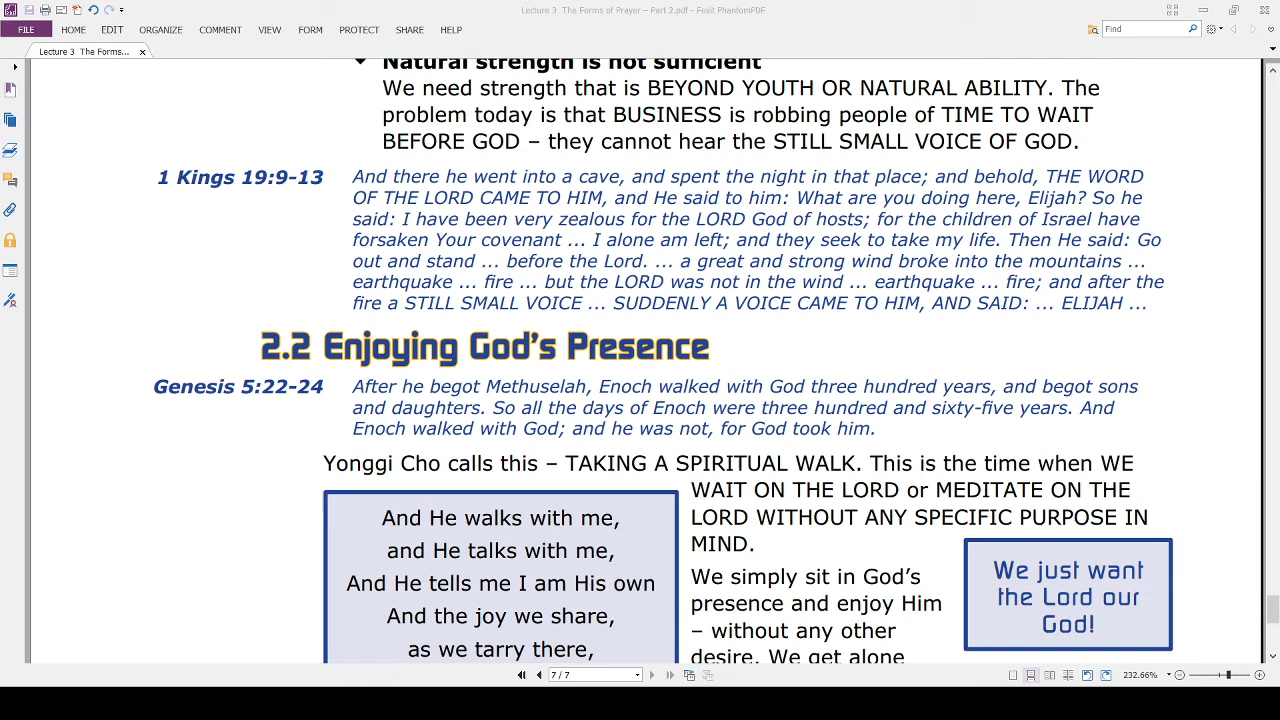 Lecture 3 The Forms of Prayer – Part 2.pdf - Foxit PhantomPDF
FILE HOME EDIT ORGANIZE COMMENT VIEW FORM PROTECT SHARE HELP
Find
Lecture 3 The Forms...
Natural strength is not sufficient
We need strength that is BEYOND YOUTH OR NATURAL ABILITY. The
problem today is that BUSINESS is robbing people of TIME TO WAIT
BEFORE GOD – they cannot hear the STILL SMALL VOICE OF GOD.
1 Kings 19:9-13
And there he went into a cave, and spent the night in that place; and behold, THE WORD
OF THE LORD CAME TO HIM, and He said to him: What are you doing here, Elijah? So he
said: I have been very zealous for the LORD God of hosts; for the children of Israel have
forsaken Your covenant ... I alone am left; and they seek to take my life. Then He said: Go
out and stand ... before the Lord. ... a great and strong wind broke into the mountains ...
earthquake ... fire ... but the LORD was not in the wind ... earthquake ... fire; and after the
fire a STILL SMALL VOICE ... SUDDENLY A VOICE CAME TO HIM, AND SAID: ... ELIJAH ...
2.2 Enjoying God's Presence
Genesis 5:22-24
After he begot Methuselah, Enoch walked with God three hundred years, and begot sons
and daughters. So all the days of Enoch were three hundred and sixty-five years. And
Enoch walked with God; and he was not, for God took him.
Yonggi Cho calls this – TAKING A SPIRITUAL WALK. This is the time when WE
WAIT ON THE LORD or MEDITATE ON THE
LORD WITHOUT ANY SPECIFIC PURPOSE IN
MIND.
We simply sit in God's
presence and enjoy Him
– without any other
desire. We get alone
And He walks with me,
and He talks with me,
And He tells me I am His own
And the joy we share,
as we tarry there,
We just want
the Lord our
God!
7 / 7
232.66%